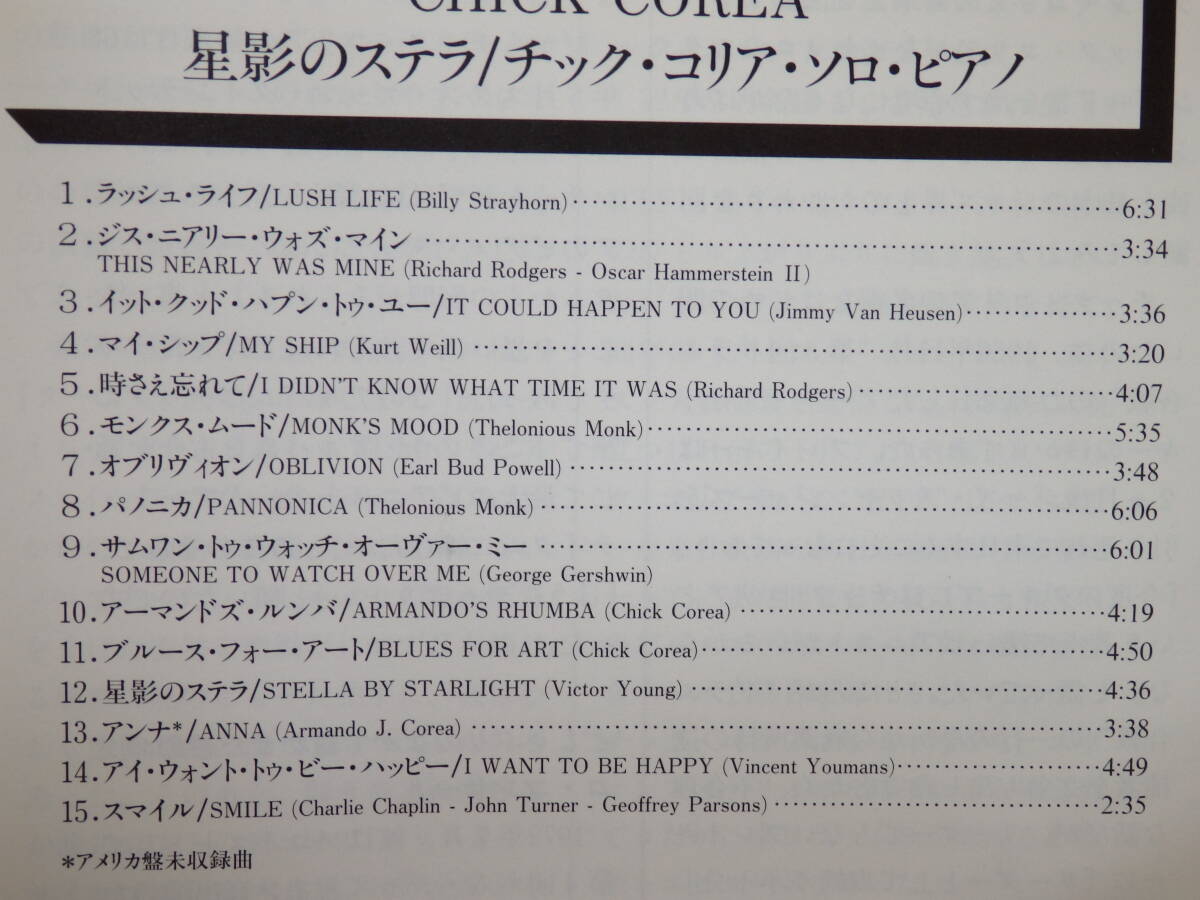 CHICK COREA
星影のステラ/チック・コリア・ソロ・ピアノ
1.ラッシュ・ライフ/LUSH LIFE (Billy Strayhorn)……6:31
2.ジス・ニアリー・ウォズ・マイン……3:34
THIS NEARLY WAS MINE (Richard Rodgers - Oscar Hammerstein II)
3.イット・クッド・ハプン・トゥ・ユー/IT COULD HAPPEN TO YOU (Jimmy Van Heusen)……3:36
4.マイ・シップ/MY SHIP (Kurt Weill)……3:20
5.時さえ忘れて/I DIDN'T KNOW WHAT TIME IT WAS (Richard Rodgers)……4:07
6.モンクス・ムード/MONK'S MOOD (Thelonious Monk)……5:35
7.オブリヴィオン/OBLIVION (Earl Bud Powell)……3:48
8.パノニカ/PANNONICA (Thelonious Monk)……6:06
9.サムワン・トゥ・ウォッチ・オーヴァー・ミー……6:01
SOMEONE TO WATCH OVER ME (George Gershwin)
10.アーマンドズ・ルンバ/ARMANDO'S RHUMBA (Chick Corea)……4:19
11.ブルース・フォー・アート/BLUES FOR ART (Chick Corea)……4:50
12.星影のステラ/STELLA BY STARLIGHT (Victor Young)……4:36
13.アンナ*/ANNA (Armando J. Corea)……3:38
14.アイ・ウォント・トゥ・ビー・ハッピー/I WANT TO BE HAPPY (Vincent Youmans)……4:49
15.スマイル/SMILE (Charlie Chaplin - John Turner - Geoffrey Parsons)……2:35
*アメリカ盤未収録曲